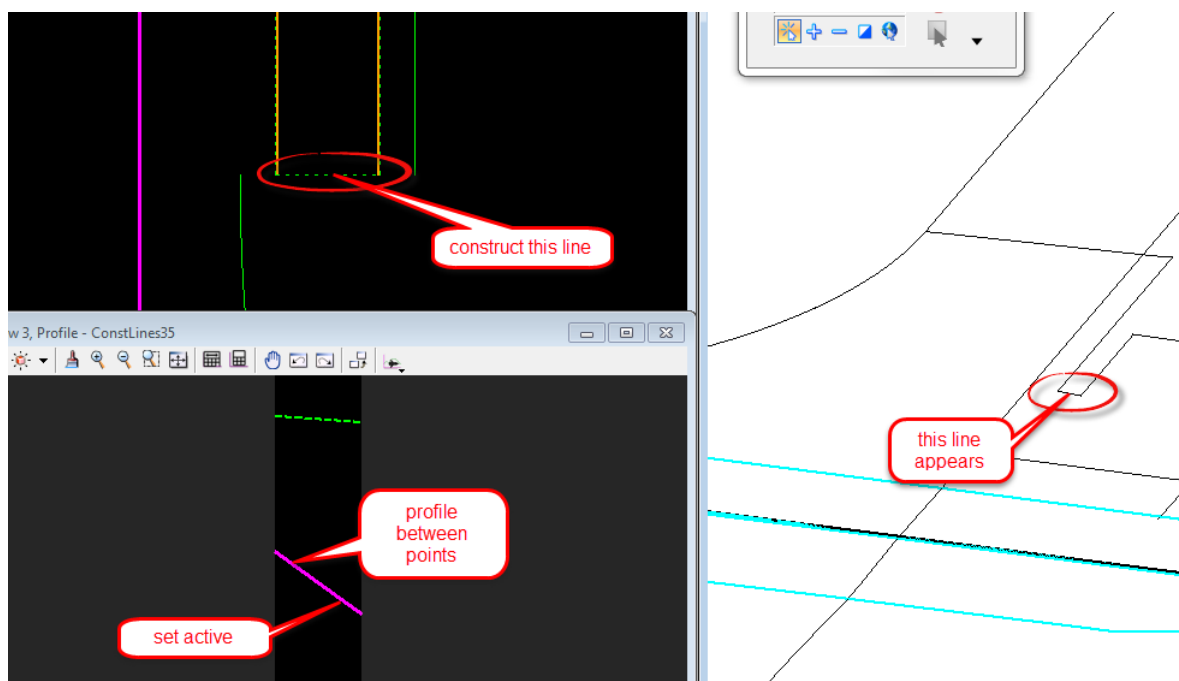 construct this line
w 3, Profile - ConstLines35
profile
between
points
set active
this line
appears